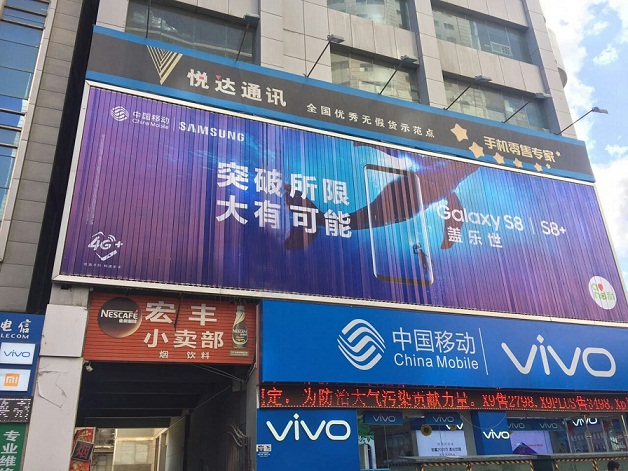 悦达通讯
全国优秀无假货示范点
手机零售专家
中国移动
China Mobile
SAMSUNG
突破所限
大有可能
Galaxy S8 | S8+
盖乐世
4G+
NESCAFÉ
宏丰
小卖部
烟 饮料
中国移动
China Mobile
vivo
定，为防治大气污染贡献力量。X9售2798.X9PLUS售3498.Xp
电信
ECOM
vivo
mi
专业
vivo
vivo
vivo